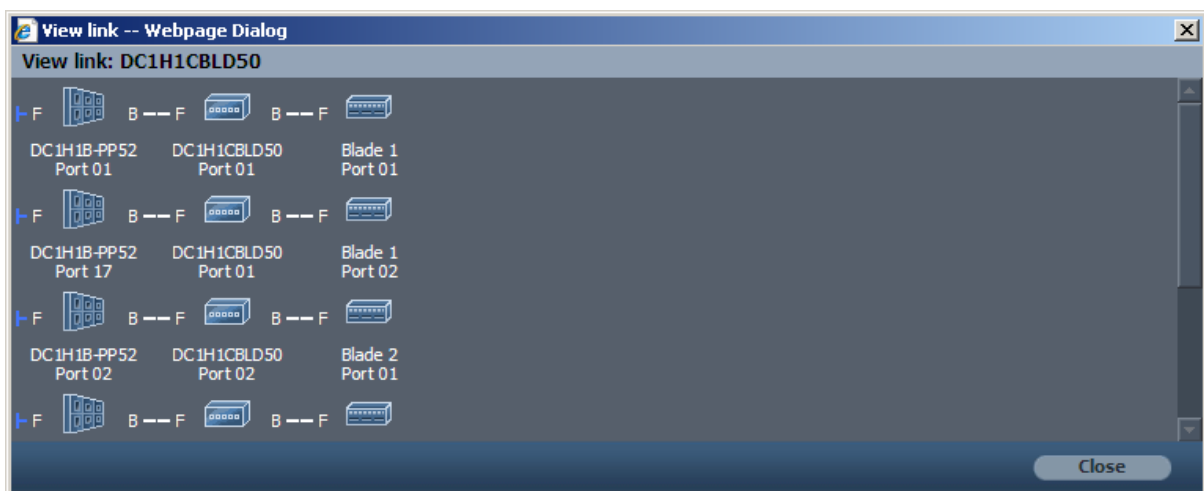 View link -- Webpage Dialog
View link: DC1H1CBLD50
F B F B F
DC1H1B-PP52 DC1H1CBLD50 Blade 1
Port 01 Port 01 Port 01
F B F B F
DC1H1B-PP52 DC1H1CBLD50 Blade 1
Port 17 Port 01 Port 02
F B F B F
DC1H1B-PP52 DC1H1CBLD50 Blade 2
Port 02 Port 02 Port 01
F B F B F
Close